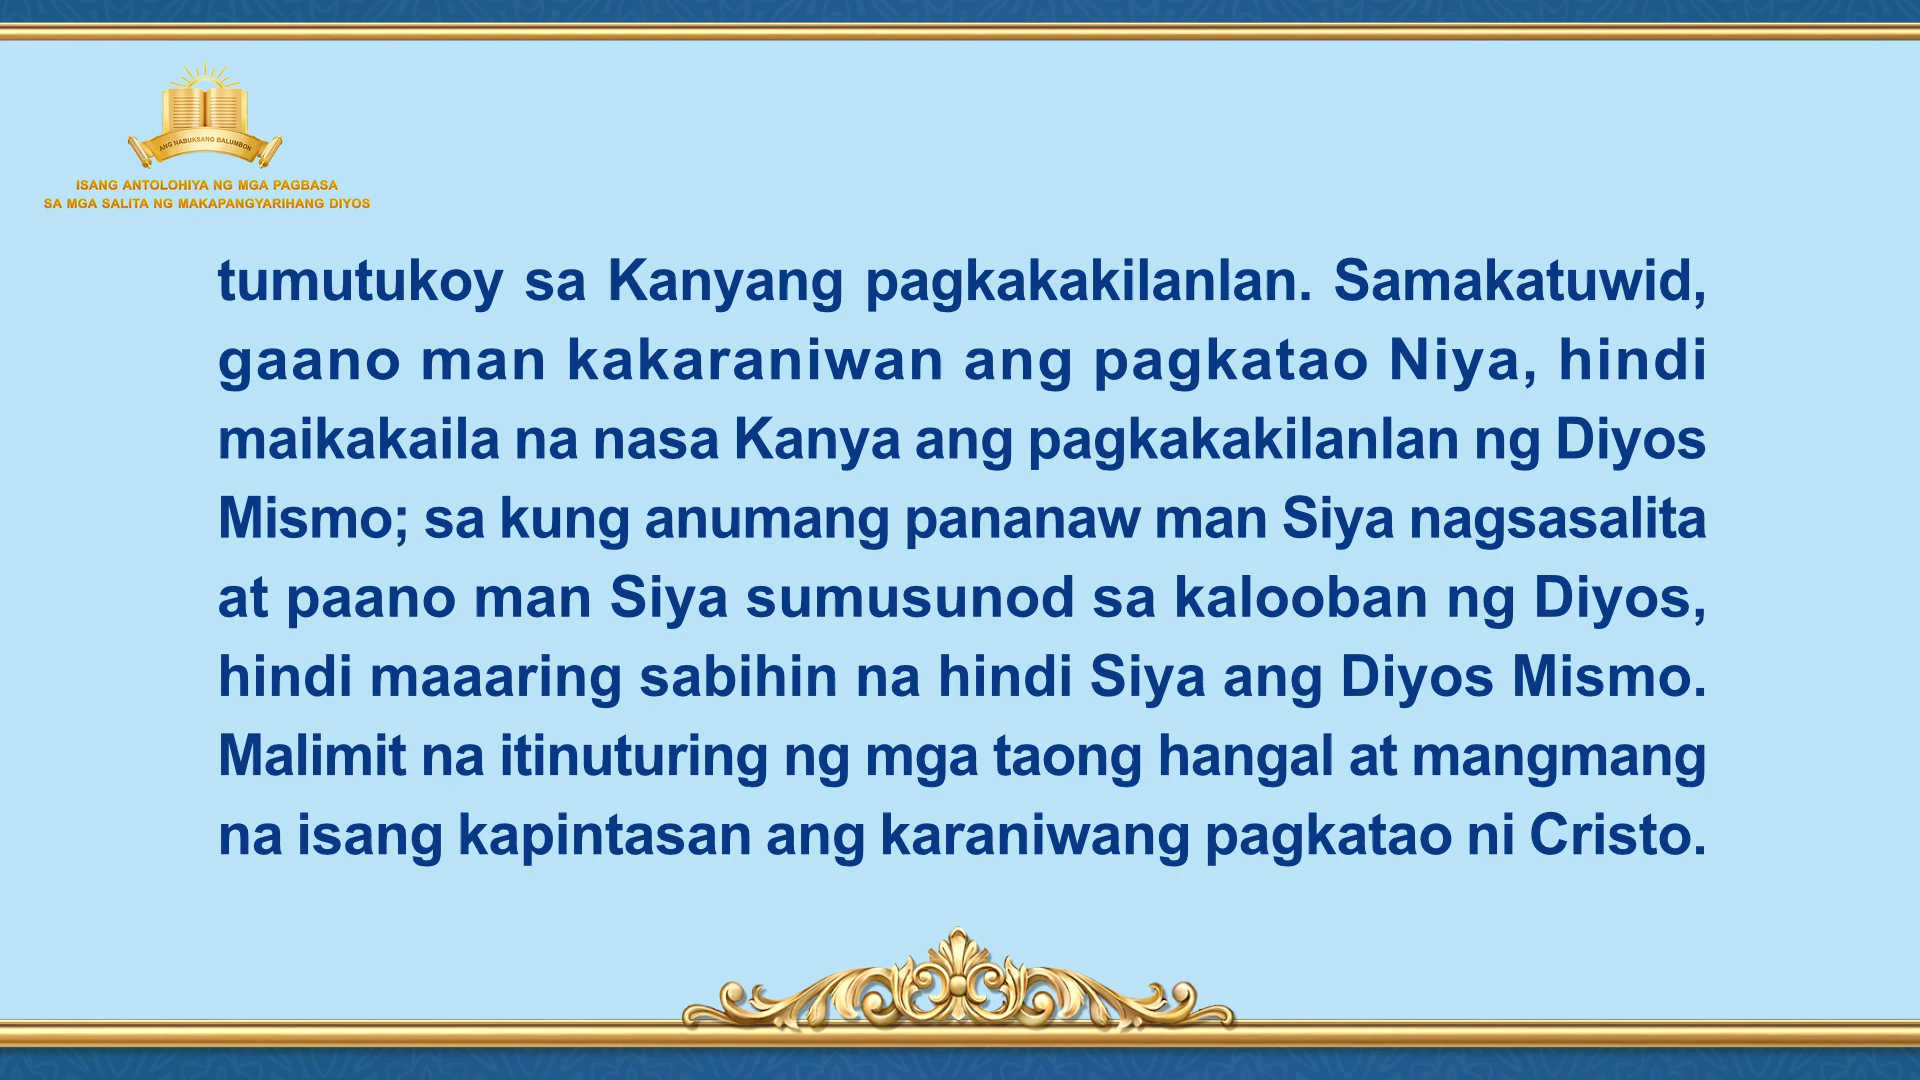 ANG NABUKSANG BALUMBON
ISANG ANTOLOHIYA NG MGA PAGBASA
SA MGA SALITA NG MAKAPANGYARIHANG DIYOS
tumutukoy sa Kanyang pagkakakilanlan. Samakatuwid,
gaano man kakaraniwan ang pagkatao Niya, hindi
maikakaila na nasa Kanya ang pagkakakilanlan ng Diyos
Mismo; sa kung anumang pananaw man Siya nagsasalita
at paano man Siya sumusunod sa kalooban ng Diyos,
hindi maaaring sabihin na hindi Siya ang Diyos Mismo.
Malimit na itinuturing ng mga taong hangal at mangmang
na isang kapintasan ang karaniwang pagkatao ni Cristo.